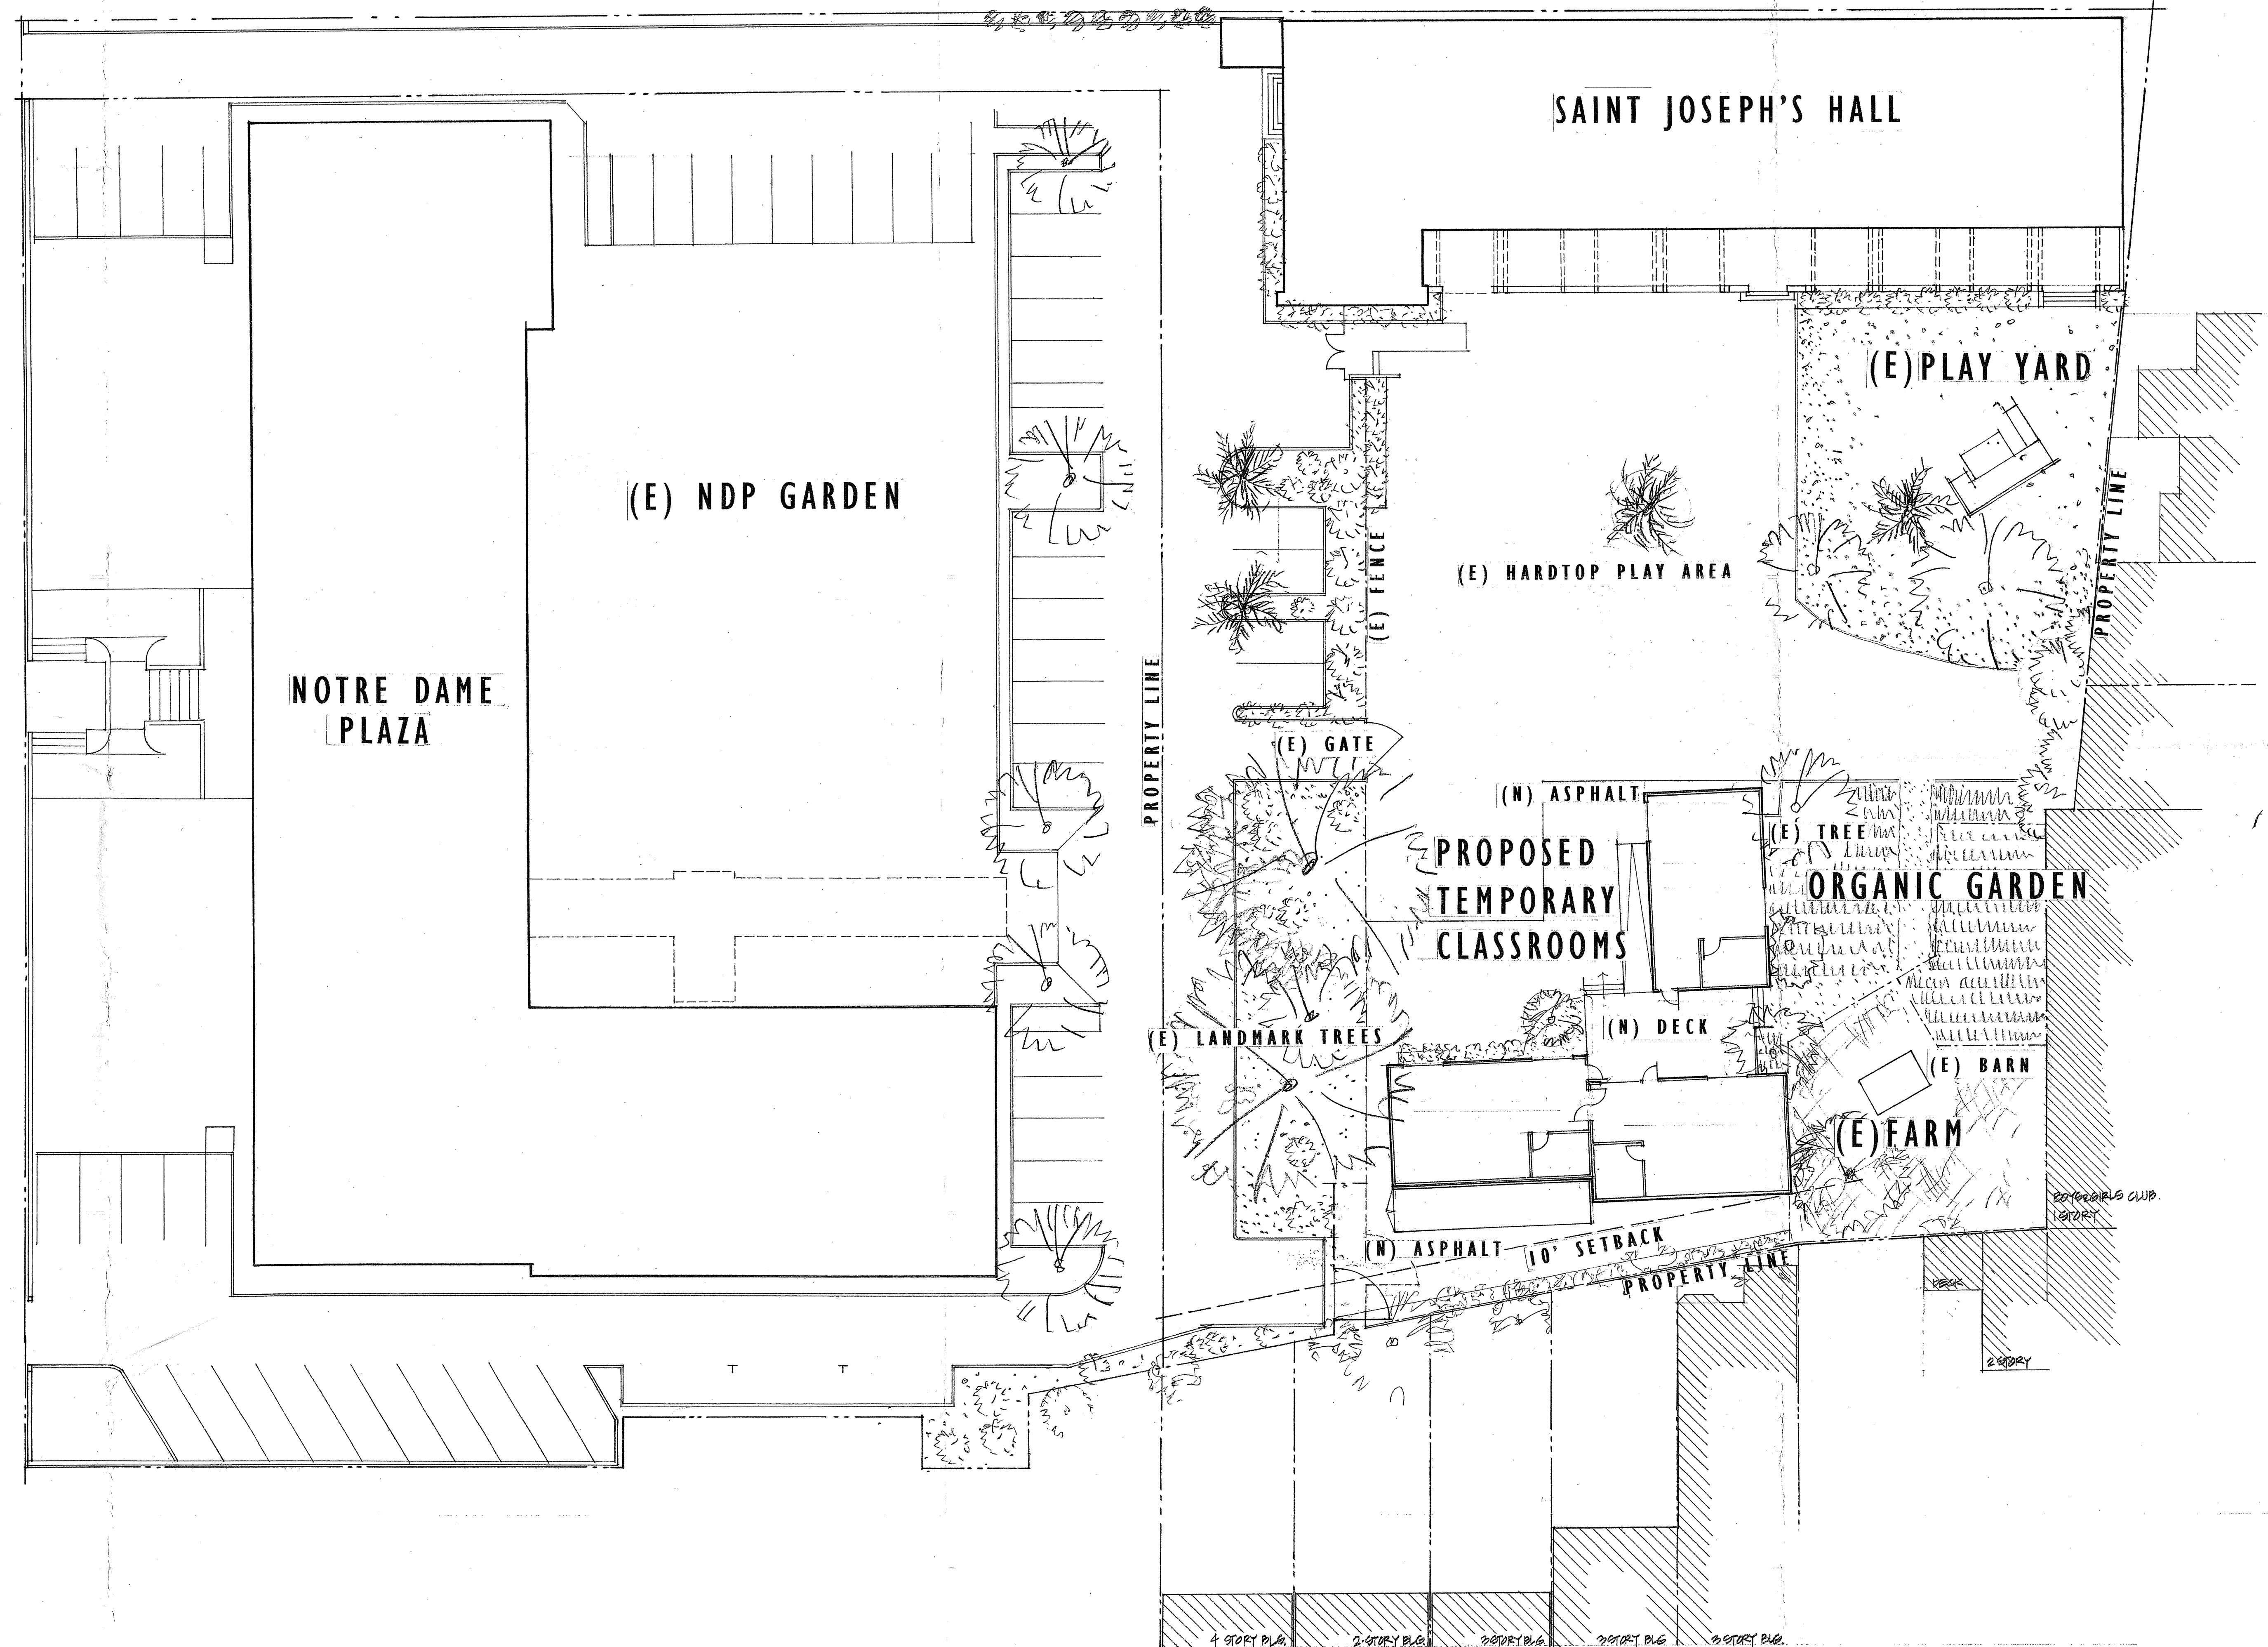 SAINT JOSEPH'S HALL
(E) PLAY YARD
(E) NDP GARDEN
PROPERTY LINE
(E) FENCE
(E) HARDTOP PLAY AREA
NOTRE DAME
PLAZA
PROPERTY LINE
(E) GATE
(N) ASPHALT
(E) TREE
PROPOSED
TEMPORARY
CLASSROOMS
ORGANIC GARDEN
(N) DECK
(E) LANDMARK TREES
(E) BARN
(E) FARM
BOYS&GIRLS CLUB.
1 STORY
(N) ASPHALT
10' SETBACK
PROPERTY LINE
DECK
2 STORY
4 STORY BLG.
2-STORY BLG.
3 STORY BLG
3 STORY BLG
3 STORY BLG.
T T